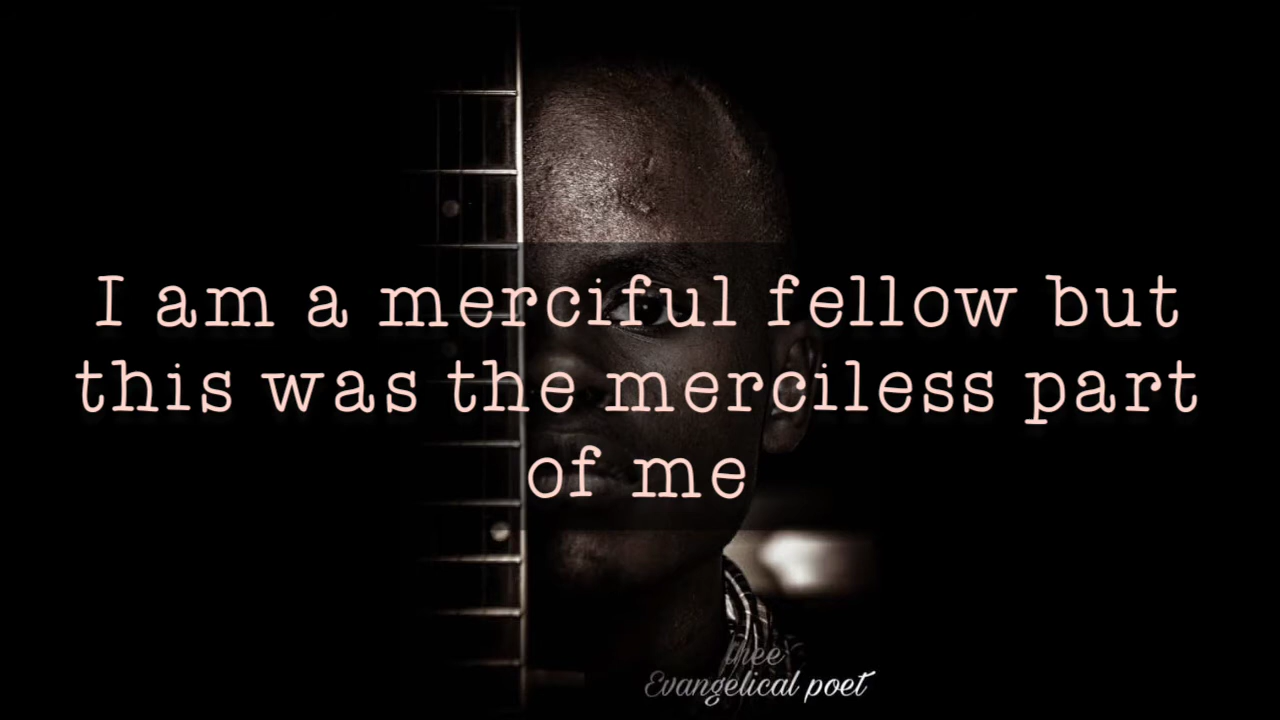 I am a merciful fellow but
this was the merciless part
of me
thee
Evangelical poet